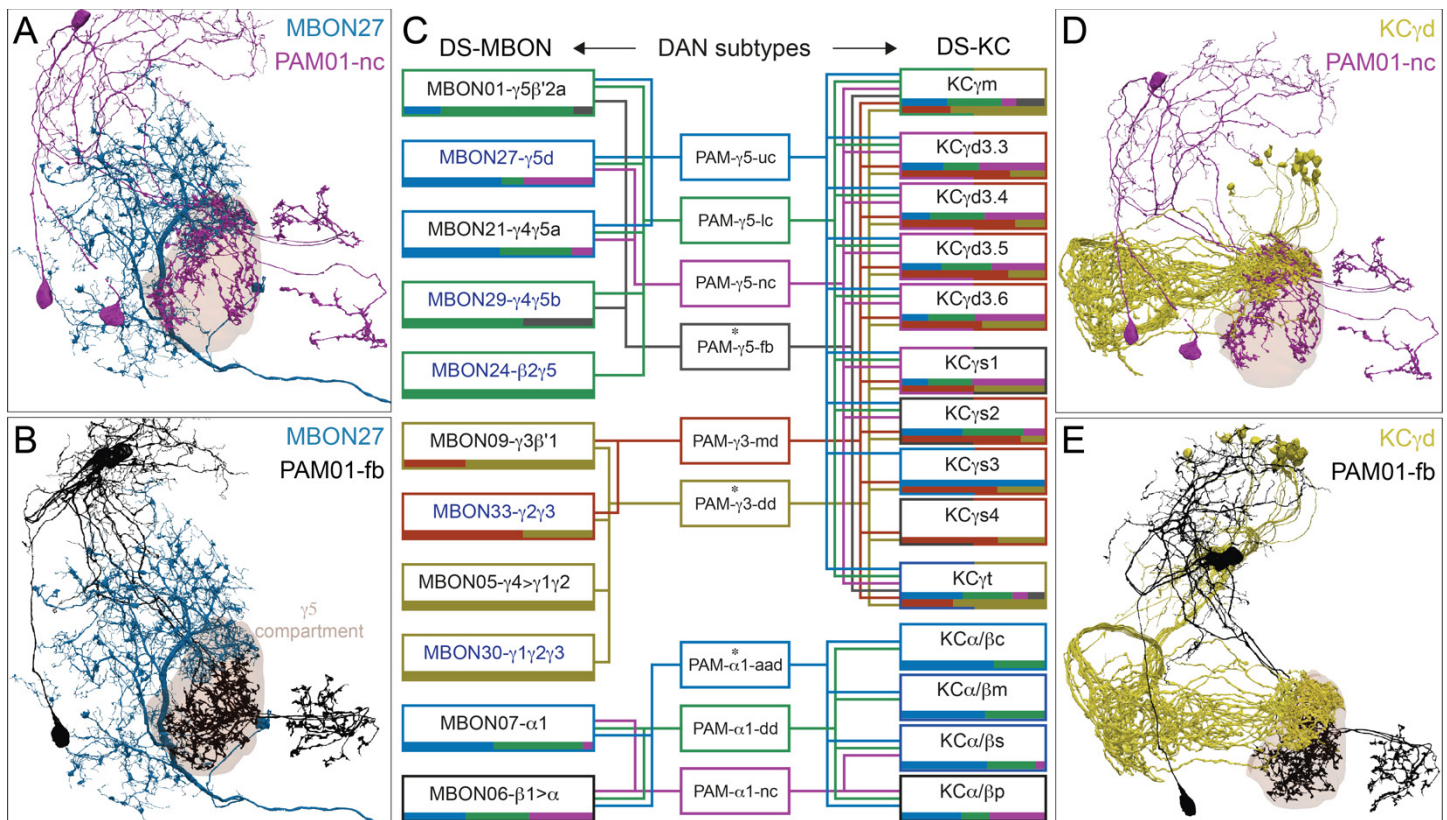 A
MBON27
PAM01-nc
B
MBON27
PAM01-fb
γ5
compartment
C
DS-MBON
DAN subtypes
DS-KC
MBON01-γ5β'2a
MBON27-γ5d
MBON21-γ4γ5a
MBON29-γ4γ5b
MBON24-β2γ5
MBON09-γ3β'1
MBON33-γ2γ3
MBON05-γ4>γ1γ2
MBON30-γ1γ2γ3
MBON07-α1
MBON06-β1>α
PAM-γ5-uc
PAM-γ5-lc
PAM-γ5-nc
*
PAM-γ5-fb
PAM-γ3-md
*
PAM-γ3-dd
*
PAM-α1-aad
PAM-α1-dd
PAM-α1-nc
KCγm
KCγd3.3
KCγd3.4
KCγd3.5
KCγd3.6
KCγs1
KCγs2
KCγs3
KCγs4
KCγt
KCα/βc
KCα/βm
KCα/βs
KCα/βp
D
KCγd
PAM01-nc
E
KCγd
PAM01-fb